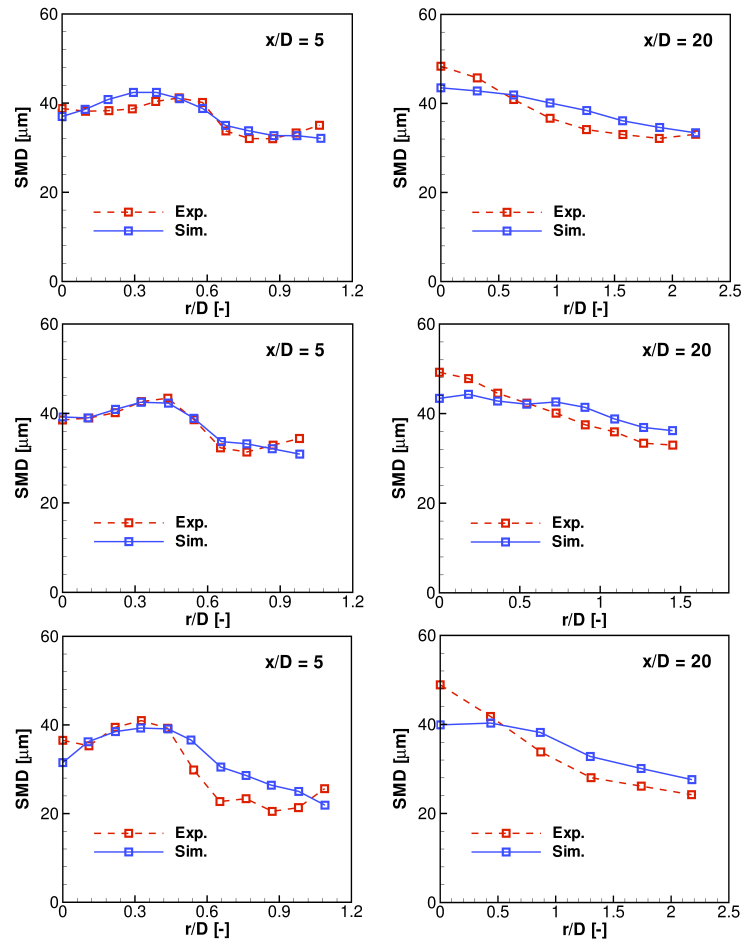 60
40
20
0
SMD [μm]
x/D = 5
Exp.
Sim.
0
0.3
0.6
0.9
1.2
r/D [-]
60
40
20
0
SMD [μm]
x/D = 20
Exp.
Sim.
0
0.5
1
1.5
2
2.5
r/D [-]
60
40
20
0
SMD [μm]
x/D = 5
Exp.
Sim.
0
0.3
0.6
0.9
1.2
r/D [-]
60
40
20
0
SMD [μm]
x/D = 20
Exp.
Sim.
0
0.5
1
1.5
r/D [-]
60
40
20
0
SMD [μm]
x/D = 5
Exp.
Sim.
0
0.3
0.6
0.9
1.2
r/D [-]
60
40
20
0
SMD [μm]
x/D = 20
Exp.
Sim.
0
0.5
1
1.5
2
2.5
r/D [-]